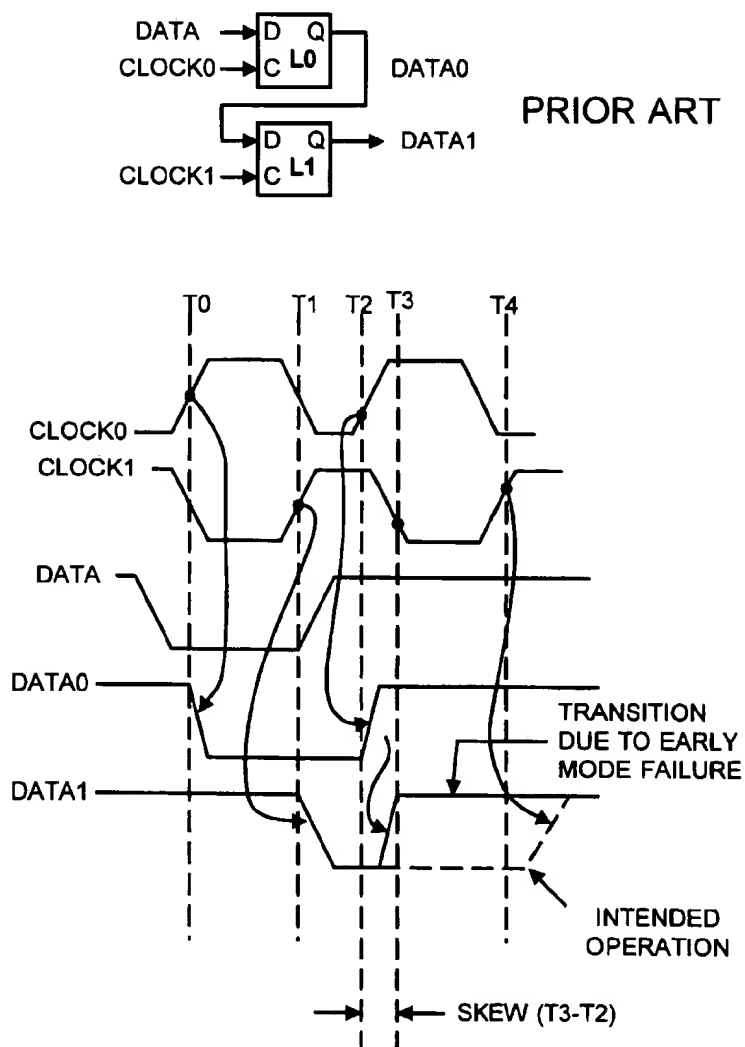 DATA
D Q
CLOCK0
C L0
DATA0
PRIOR ART
D Q
DATA1
CLOCK1
C L1
T0 T1 T2 T3 T4
CLOCK0
CLOCK1
DATA
DATA0
TRANSITION
DUE TO EARLY
MODE FAILURE
DATA1
INTENDED
OPERATION
SKEW (T3-T2)